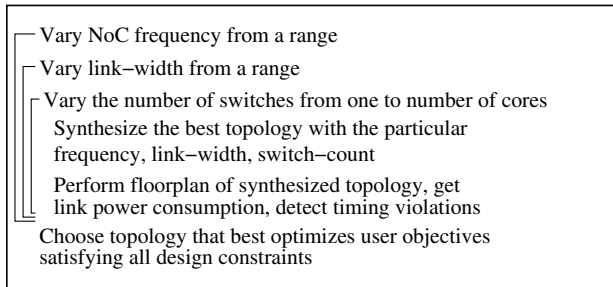 Vary NoC frequency from a range
Vary link−width from a range
Vary the number of switches from one to number of cores
Synthesize the best topology with the particular
frequency, link−width, switch−count
Perform floorplan of synthesized topology, get
link power consumption, detect timing violations
Choose topology that best optimizes user objectives
satisfying all design constraints